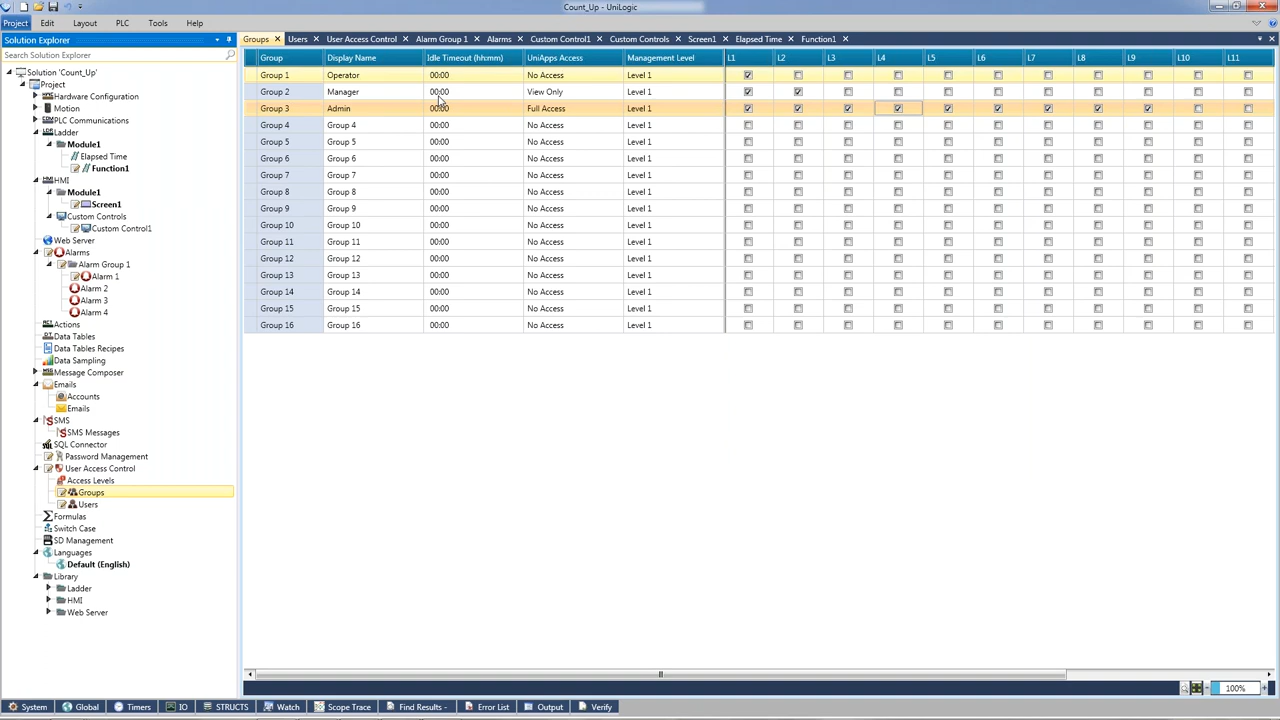 Count_Up - UniLogic
Project Edit Layout PLC Tools Help
Solution Explorer
Search Solution Explorer
Solution 'Count_Up'
Project
Hardware Configuration
Motion
PLC Communications
Ladder
Module1
Elapsed Time
Function1
HMI
Module1
Screen1
Custom Controls
Custom Control1
Web Server
Alarms
Alarm Group 1
Alarm 1
Alarm 2
Alarm 3
Alarm 4
Actions
Data Tables
Data Tables Recipes
Data Sampling
Message Composer
Emails
Accounts
Emails
SMS
SMS Messages
SQL Connector
Password Management
User Access Control
Access Levels
Groups
Users
Formulas
Switch Case
SD Management
Languages
Default (English)
Library
Ladder
HMI
Web Server
Groups Users User Access Control Alarm Group 1 Alarms Custom Control1 Custom Controls Screen1 Elapsed Time Function1
Group Display Name Idle Timeout (hh:mm) UniApps Access Management Level L1 L2 L3 L4 L5 L6 L7 L8 L9 L10 L11
Group 1 Operator 00:00 No Access Level 1
Group 2 Manager 00:00 View Only Level 1
Group 3 Admin 00:00 Full Access Level 1
Group 4 Group 4 00:00 No Access Level 1
Group 5 Group 5 00:00 No Access Level 1
Group 6 Group 6 00:00 No Access Level 1
Group 7 Group 7 00:00 No Access Level 1
Group 8 Group 8 00:00 No Access Level 1
Group 9 Group 9 00:00 No Access Level 1
Group 10 Group 10 00:00 No Access Level 1
Group 11 Group 11 00:00 No Access Level 1
Group 12 Group 12 00:00 No Access Level 1
Group 13 Group 13 00:00 No Access Level 1
Group 14 Group 14 00:00 No Access Level 1
Group 15 Group 15 00:00 No Access Level 1
Group 16 Group 16 00:00 No Access Level 1
100%
System Global Timers IO STRUCTS Watch Scope Trace Find Results - Error List Output Verify